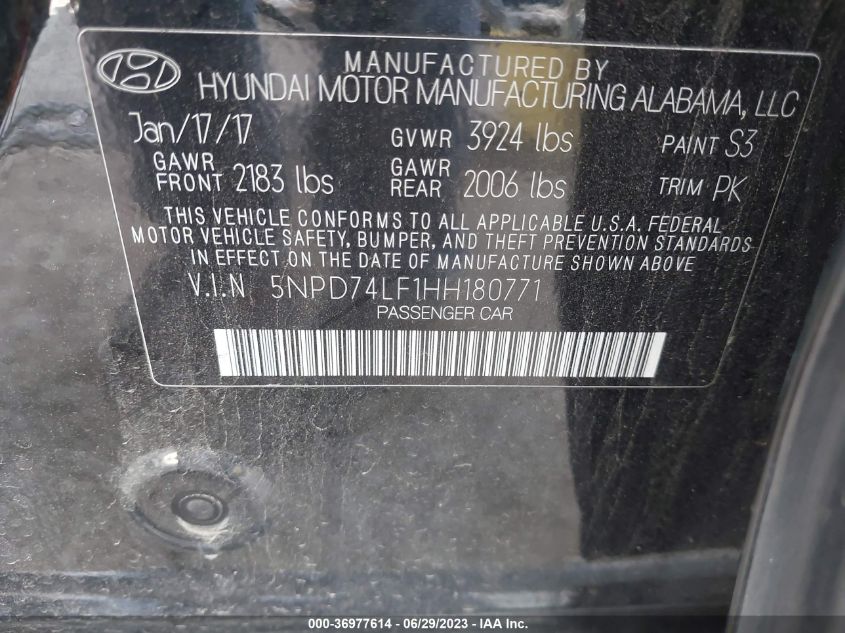 MANUFACTURED BY
HYUNDAI MOTOR MANUFACTURING ALABAMA, LLC
Jan/17/17 GVWR 3924 lbs PAINT S3
GAWR FRONT 2183 lbs GAWR REAR 2006 lbs TRIM PK
THIS VEHICLE CONFORMS TO ALL APPLICABLE U.S.A. FEDERAL
MOTOR VEHICLE SAFETY, BUMPER, AND THEFT PREVENTION STANDARDS
IN EFFECT ON THE DATE OF MANUFACTURE SHOWN ABOVE
V.I.N 5NPD74LF1HH180771
PASSENGER CAR
000-36977614 - 06/29/2023 - IAA Inc.